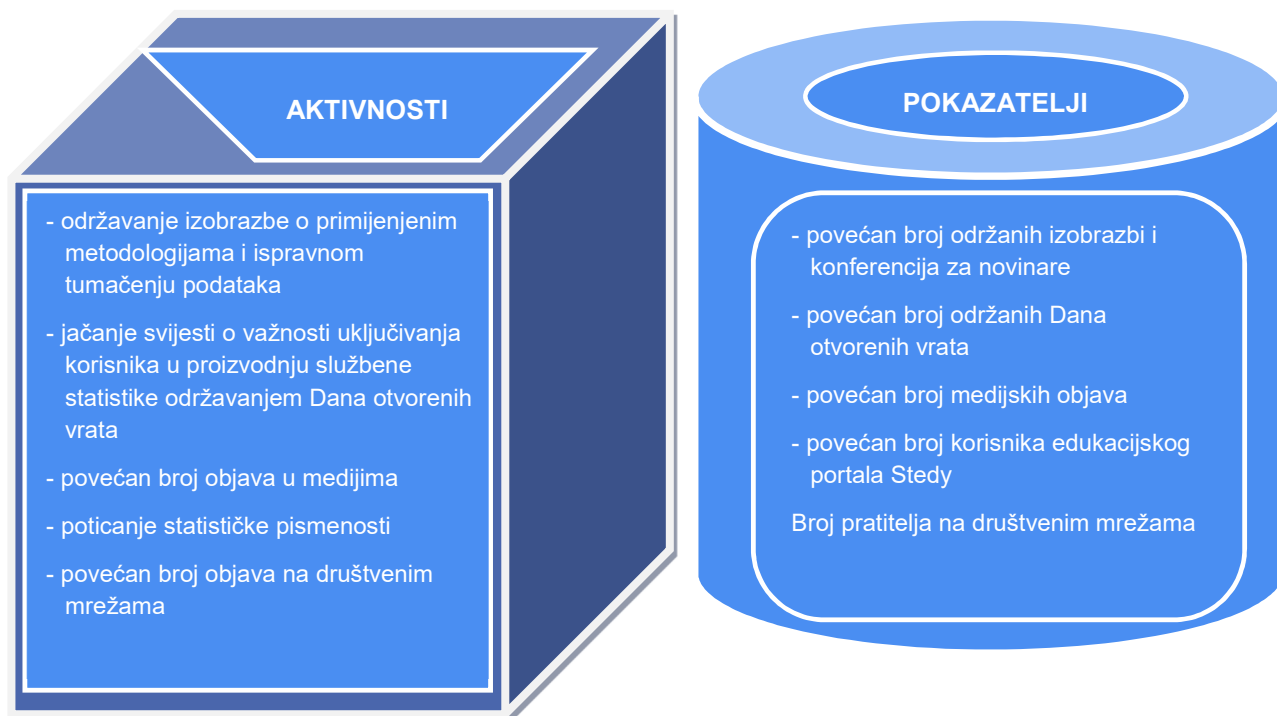 AKTIVNOSTI
- održavanje izobrazbe o primijenjenim
metodologijama i ispravnom
tumačenju podataka
- jačanje svijesti o važnosti uključivanja
korisnika u proizvodnju službene
statistike održavanjem Dana otvorenih
vrata
- povećan broj objava u medijima
- poticanje statističke pismenosti
- povećan broj objava na društvenim
mrežama
POKAZATELJI
- povećan broj održanih izobrazbi i
konferencija za novinare
- povećan broj održanih Dana
otvorenih vrata
- povećan broj medijskih objava
- povećan broj korisnika edukacijskog
portala Stedy
Broj pratitelja na društvenim mrežama